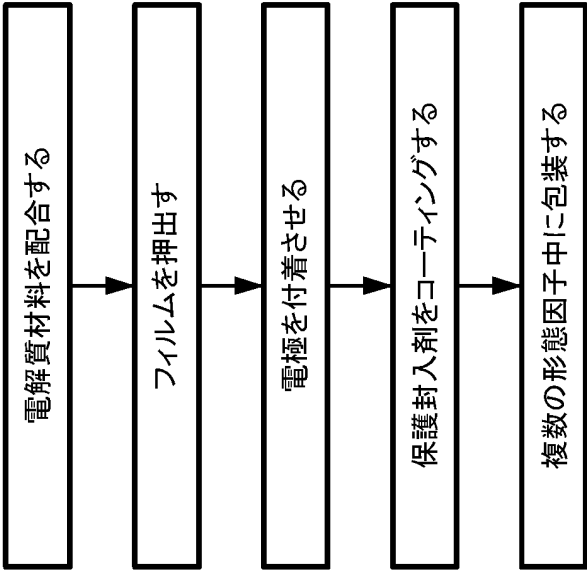 電解質材料を配合する
フィルムを押出す
電極を付着させる
保護封入剤をコーティングする
複数の形態因子中に包装する